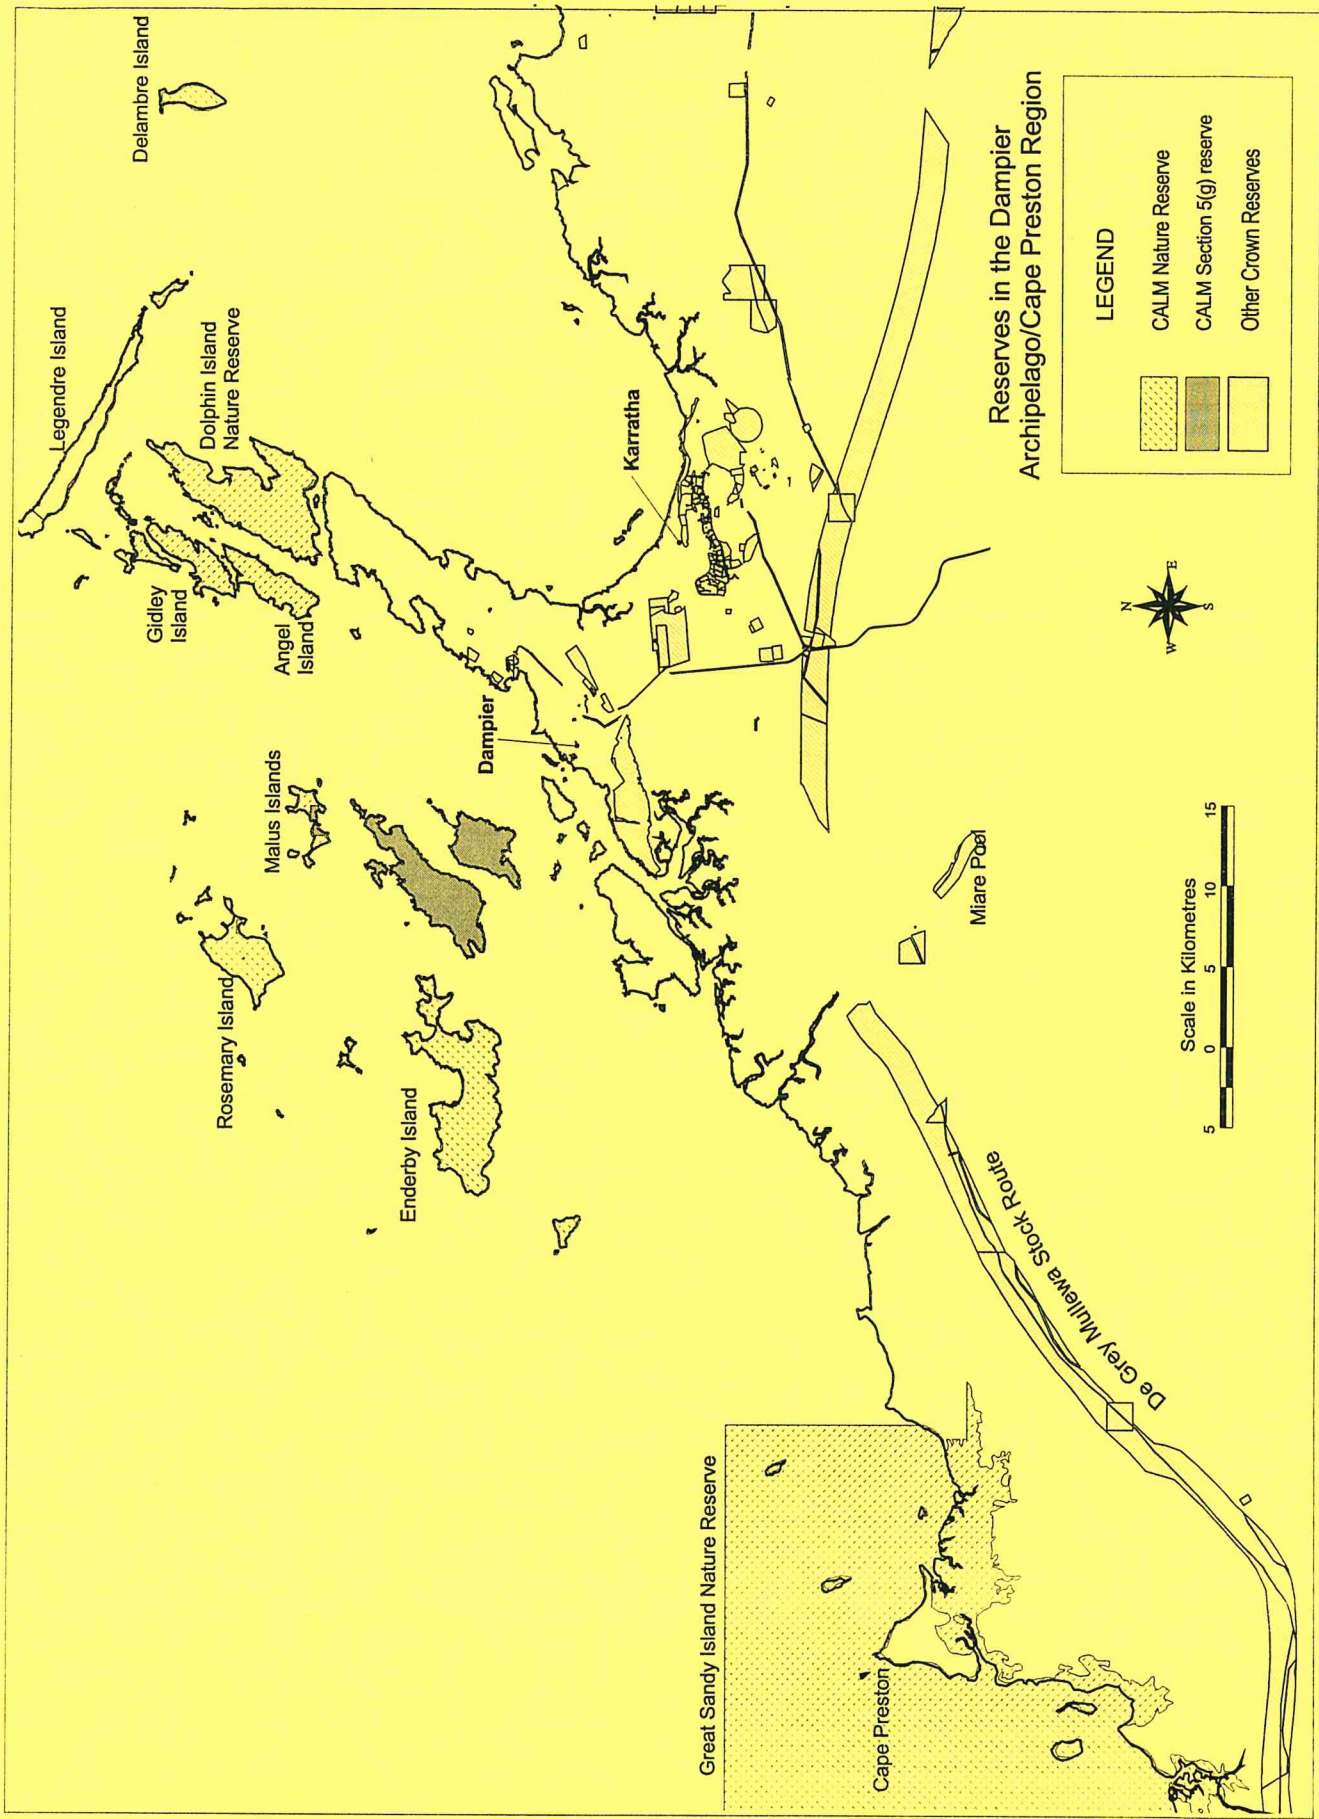 Delambre Island
Legendre Island
Dolphin Island
Nature Reserve
Gidley
Island
Angel
Island
Malus Islands
Rosemary Island
Enderby Island
Dampier
Karratha
Great Sandy Island Nature Reserve
Cape Preston
De Grey Mullewa Stock Route
Miare Pool
Reserves in the Dampier
Archipelago/Cape Preston Region
LEGEND
CALM Nature Reserve
CALM Section 5(g) reserve
Other Crown Reserves
N
W
E
S
Scale in Kilometres
5 0 5 10 15